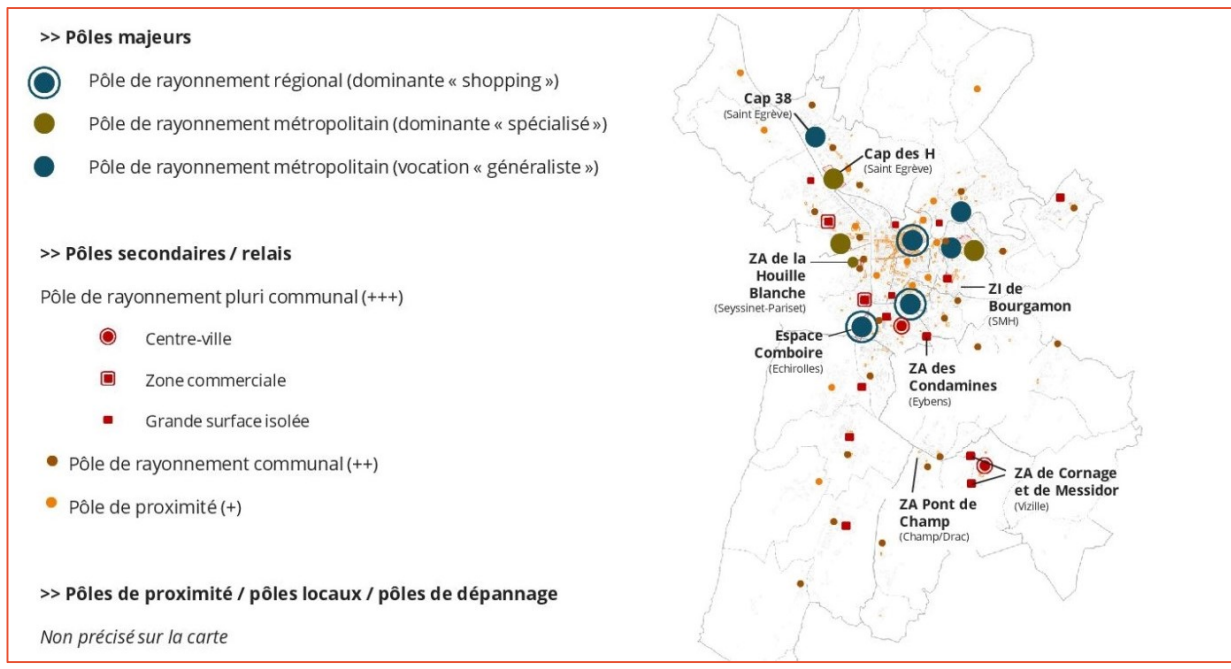 >> Pôles majeurs
Pôle de rayonnement régional (dominante « shopping »)
Pôle de rayonnement métropolitain (dominante « spécialisé »)
Pôle de rayonnement métropolitain (vocation « généraliste »)
>> Pôles secondaires / relais
Pôle de rayonnement pluri communal (+++)
Centre-ville
Zone commerciale
Grande surface isolée
Pôle de rayonnement communal (++)
Pôle de proximité (+)
>> Pôles de proximité / pôles locaux / pôles de dépannage
Non précisé sur la carte
Cap 38
(Saint Egrève)
Cap des H
(Saint Egrève)
ZA de la
Houille
Blanche
(Seyssinet-Pariset)
ZI de
Bourgamon
(SMH)
Espace
Comboire
(Echirolles)
ZA des
Condamines
(Eybens)
ZA de Cornage
et de Messidor
(Vizille)
ZA Pont de
Champ
(Champ/Drac)